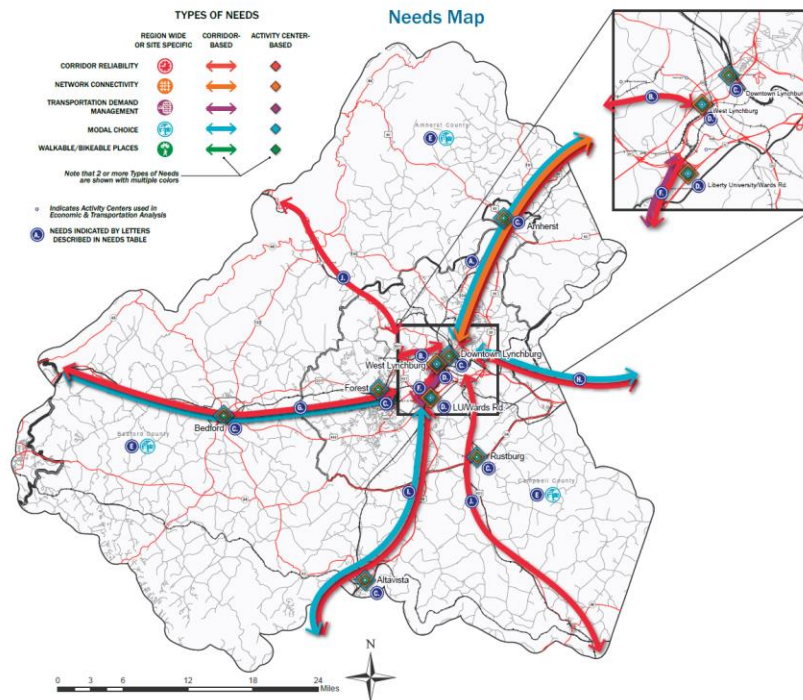 Needs Map
TYPES OF NEEDS
REGION WIDE
OR SITE SPECIFIC
CORRIDOR-
BASED
ACTIVITY CENTER-
BASED
CORRIDOR RELIABILITY
NETWORK CONNECTIVITY
TRANSPORTATION DEMAND
MANAGEMENT
MODAL CHOICE
WALKABLE/BIKEABLE PLACES
Note that 2 or more Types of Needs
are shown with multiple colors
Indicates Activity Centers used in
Economic & Transportation Analysis
A. NEEDS INDICATED BY LETTERS
DESCRIBED IN NEEDS TABLE
Downtown Lynchburg
C.
B.
West Lynchburg
D.
Liberty University/Wards Rd.
D.
F.
Amherst County
E
C.
Amherst
A.
J.
B.
West Lynchburg
Downtown Lynchburg
C.
D.
H.
Forest
C.
F.
LU/Wards Rd.
D.
G.
Bedford
C.
Bedford County
E
Rustburg
C.
Campbell County
E
I.
J.
Altavista
C.
N
0 3 6 12 18 24
Miles